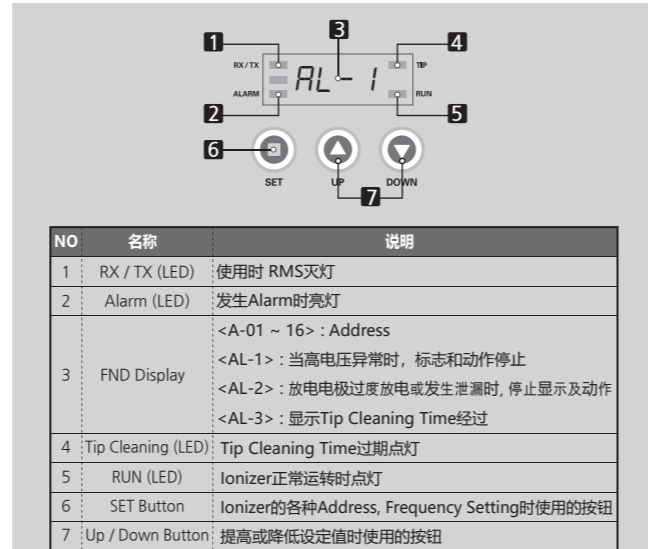 1
3
4
RX / TX
AL-1
TIP
ALARM
RUN
2
5
6
SET
UP
DOWN
7
NO 名称 说明
1 RX / TX (LED) 使用时 RMS灭灯
2 Alarm (LED) 发生Alarm时亮灯
3 FND Display <A-01 ~ 16> : Address
<AL-1> : 当高电压异常时，标志和动作停止
<AL-2> : 放电电极过度放电或发生泄漏时, 停止显示及动作
<AL-3> : 显示Tip Cleaning Time经过
4 Tip Cleaning (LED) Tip Cleaning Time过期点灯
5 RUN (LED) Ionizer正常运转时点灯
6 SET Button Ionizer的各种Address, Frequency Setting时使用的按钮
7 Up / Down Button 提高或降低设定值时使用的按钮